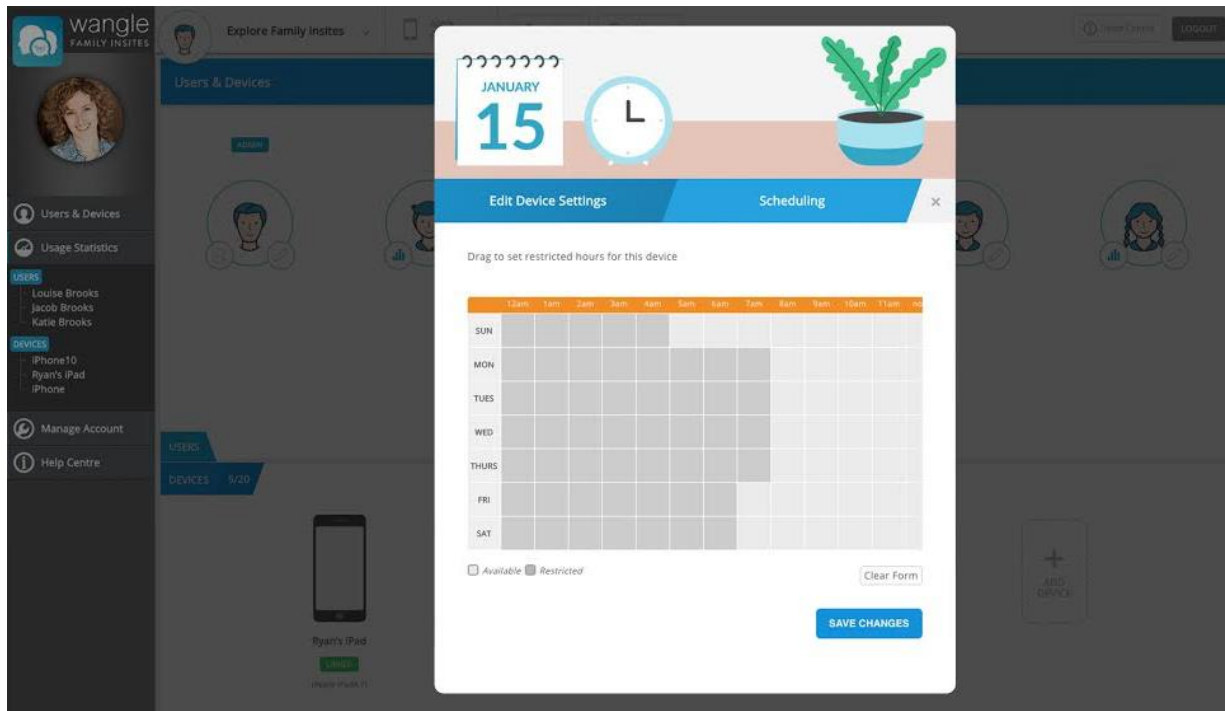 wangle
FAMILY INSITES
Explore Family Insites
LOGOUT
Users & Devices
ADMIN
Users & Devices
Usage Statistics
USERS
Louise Brooks
Jacob Brooks
Katie Brooks
DEVICES
iPhone10
Ryan's iPad
iPhone
Manage Account
Help Centre
USERS
DEVICES 5/20
Ryan's iPad
ADD
DEVICE
JANUARY
15
Edit Device Settings
Scheduling
×
Drag to set restricted hours for this device
12am 1am 2am 3am 4am 5am 6am 7am 8am 9am 10am 11am no
SUN
MON
TUES
WED
THURS
FRI
SAT
Available Restricted
Clear Form
SAVE CHANGES